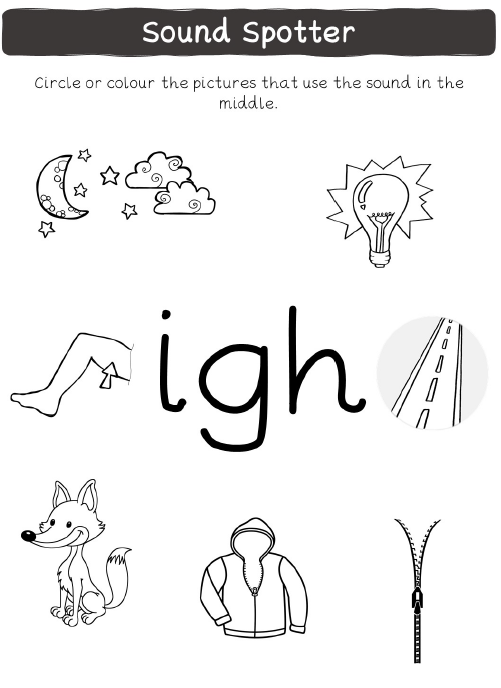 Sound Spotter
Circle or colour the pictures that use the sound in the
middle.
igh